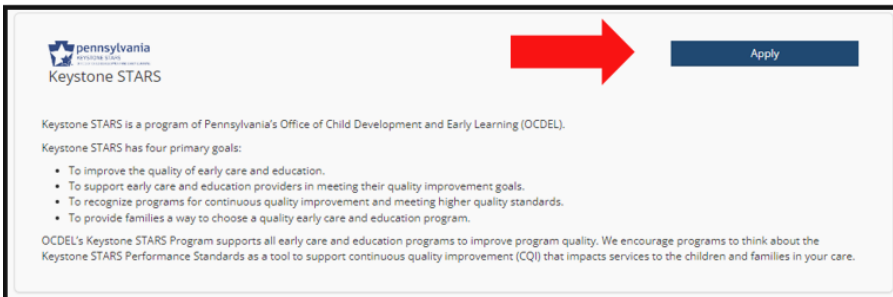 pennsylvania
KEYSTONE STARS
Keystone STARS
Apply
Keystone STARS is a program of Pennsylvania's Office of Child Development and Early Learning (OCDEL).
Keystone STARS has four primary goals:
• To improve the quality of early care and education.
• To support early care and education providers in meeting their quality improvement goals.
• To recognize programs for continuous quality improvement and meeting higher quality standards.
• To provide families a way to choose a quality early care and education program.
OCDEL's Keystone STARS Program supports all early care and education programs to improve program quality. We encourage programs to think about the
Keystone STARS Performance Standards as a tool to support continuous quality improvement (CQI) that impacts services to the children and families in your care.